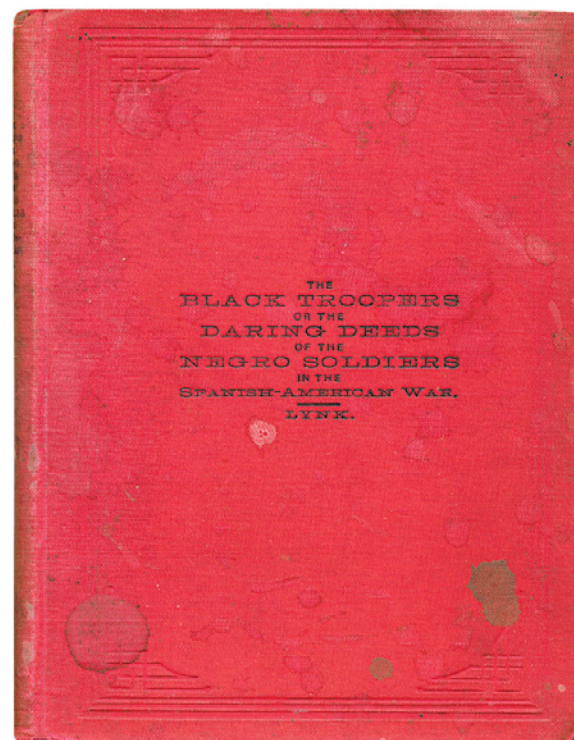 THE
BLACK TROOPERS
OR THE
DARING DEEDS
OF THE
NEGRO SOLDIERS
IN THE
SPANISH-AMERICAN WAR.
LYNK.